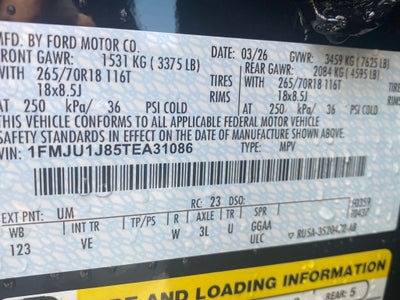 MFD. BY FORD MOTOR CO.
FRONT GAWR: 1531 KG ( 3375 LB)
WITH 265/70R18 116T TIRES
18x8.5J RIMS
AT 250 kPa/ 36 PSI COLD
DATE: 03/26 GVWR: 3459 KG (7625 LB)
REAR GAWR: 2084 KG (4595 LB)
WITH 265/70R18 116T TIRES
18x8.5J RIMS
AT 250 kPa/ 36 PSI COLD
THIS VEHICLE CONFORMS TO ALL APPLICABLE FEDERAL MOTOR VEHICLE
SAFETY STANDARDS IN EFFECT ON THE DATE OF MANUFACTURE SHOWN ABOVE.
VIN: 1FMJU1J85TEA31086
TYPE: MPV
EXT PNT: UM RC: 23 DSO:
WB INT TR TP/PS R AXLE TR SPR
123 VE W 3L U GGAA
ULC
AND LOADING INFORMATION
REAR: 5